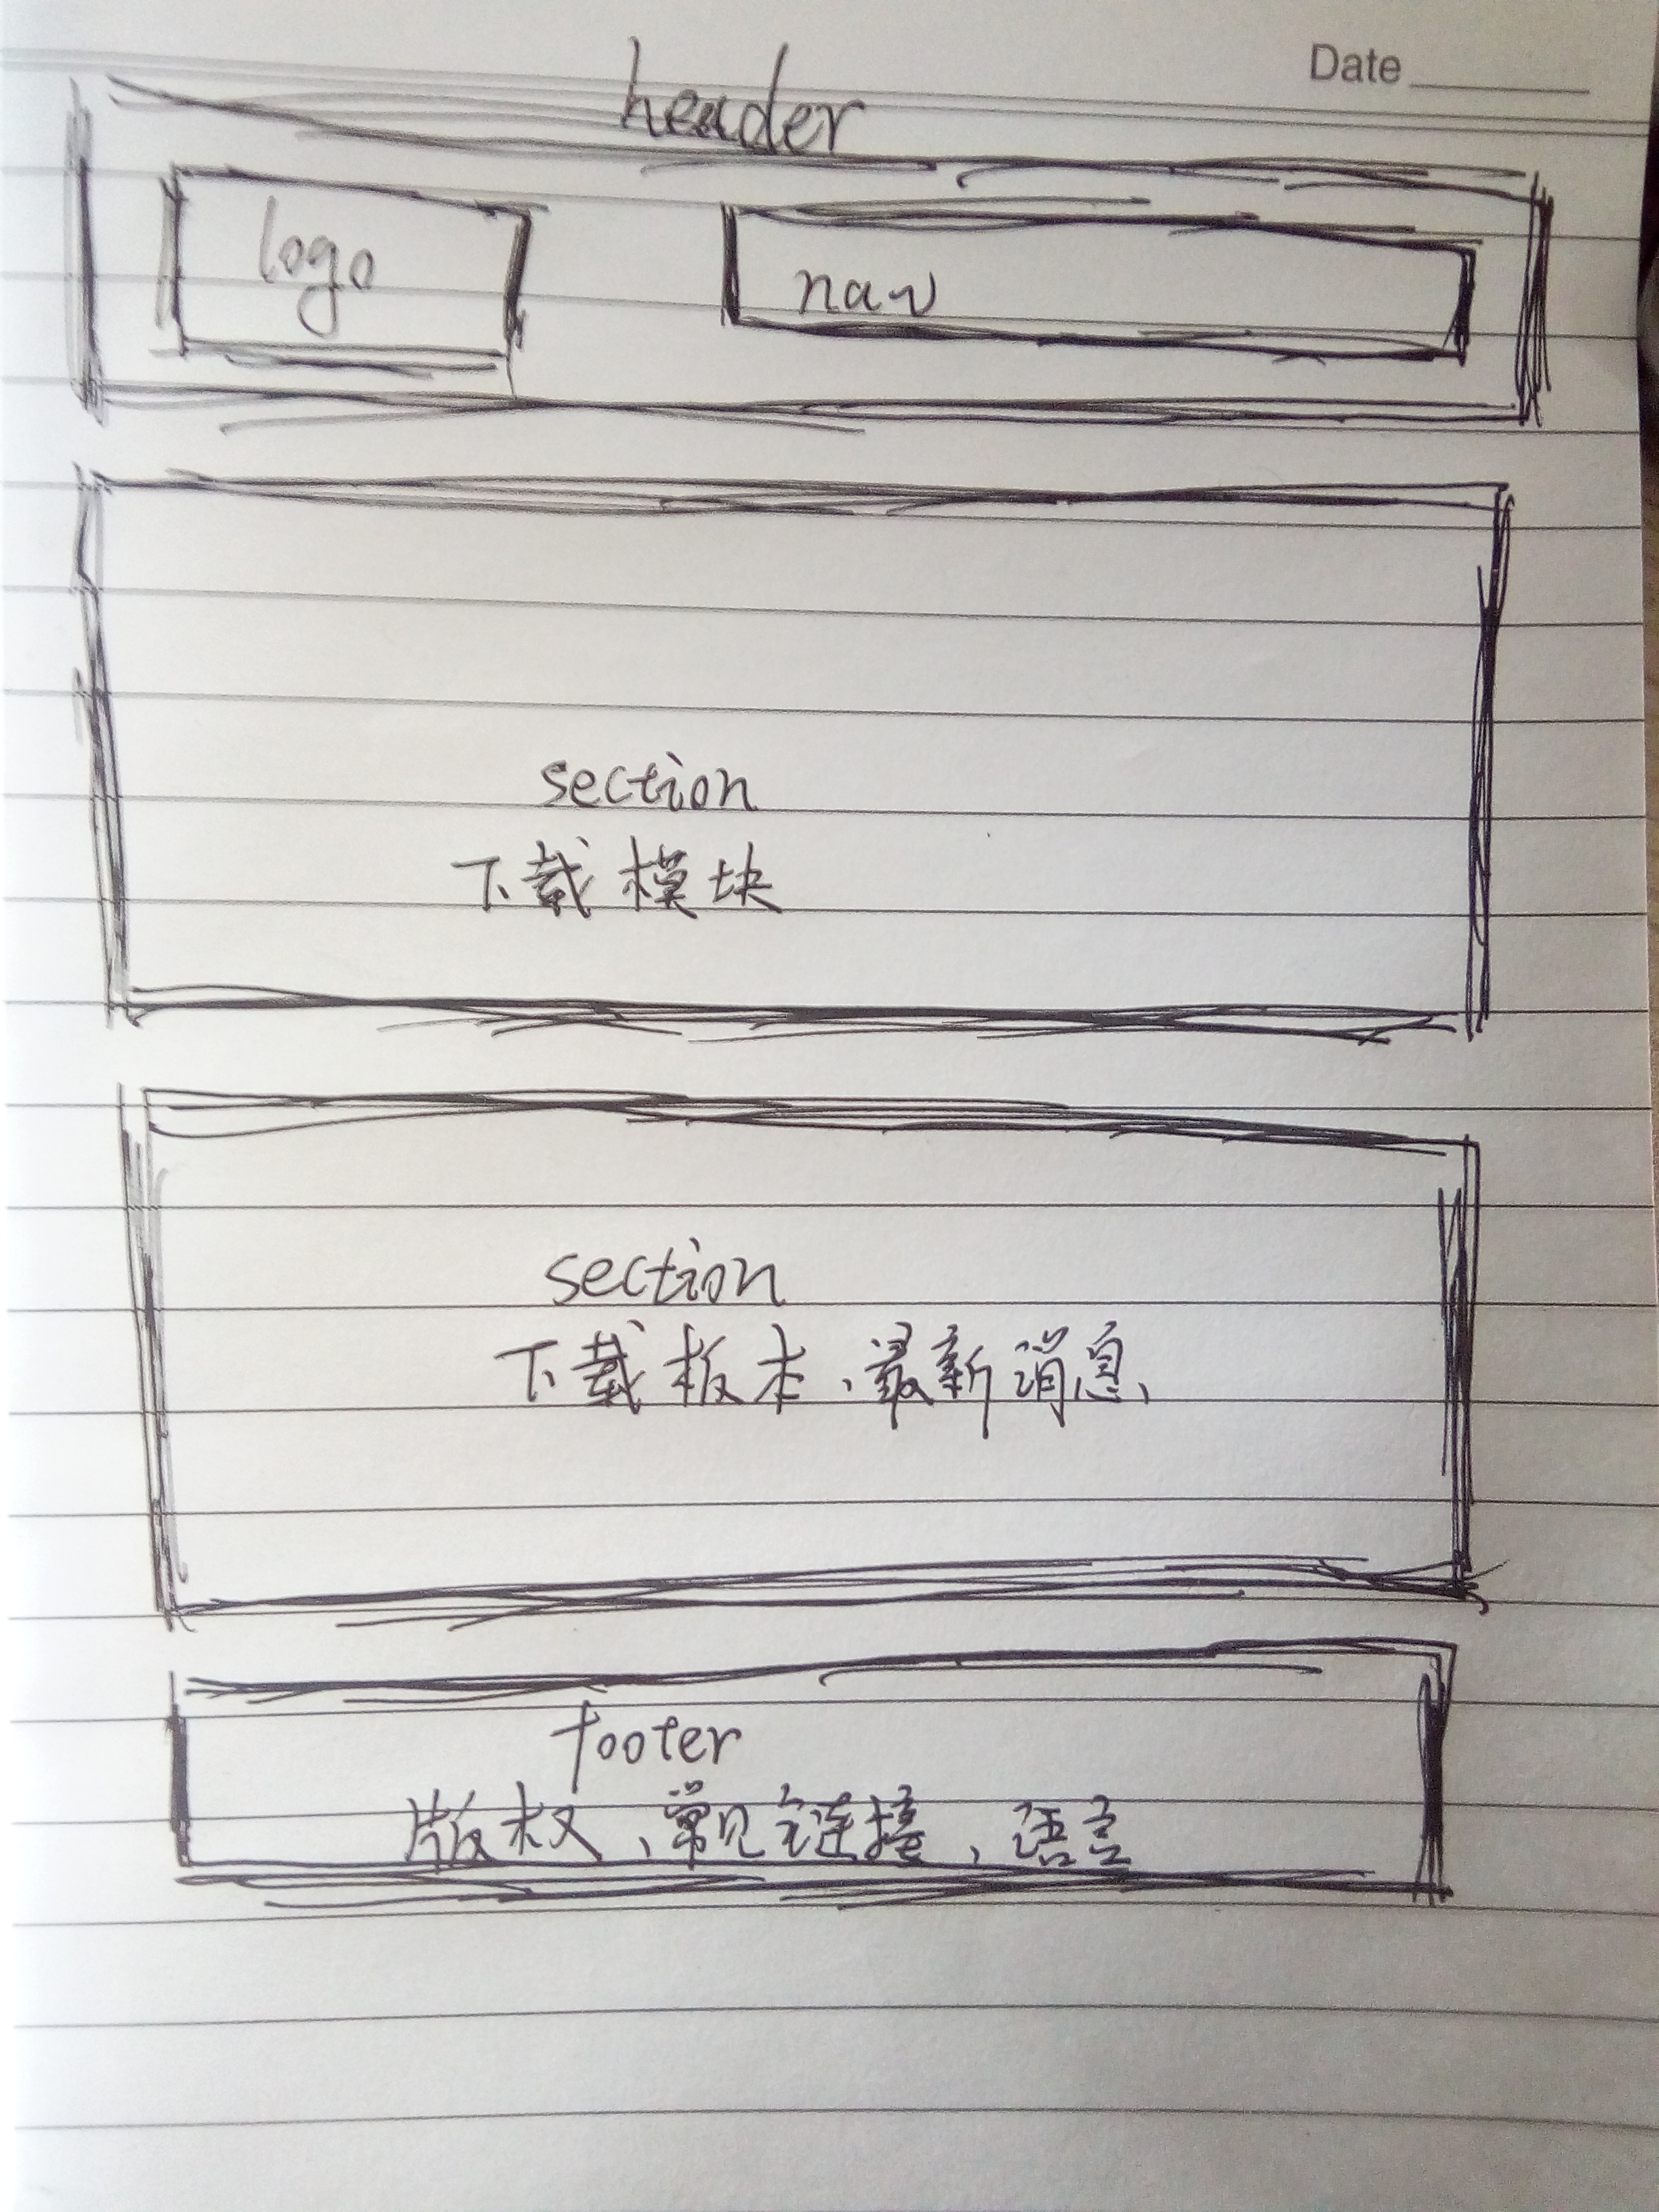 Date
header
logo
nav
section
下载模块
section
下载板本、最新消息、
footer
版权、常见链接、语言